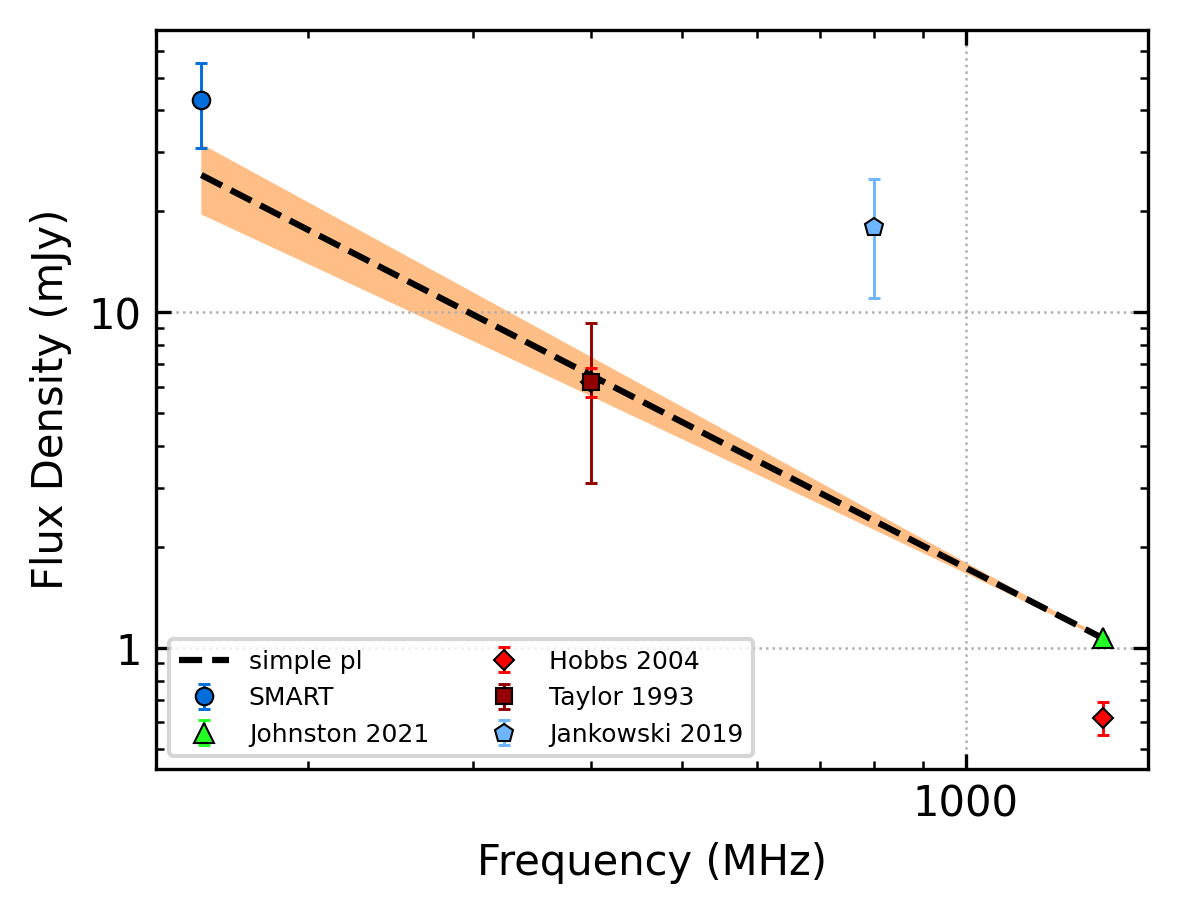 Flux Density (mJy)
10
1
simple pl
SMART
Johnston 2021
Hobbs 2004
Taylor 1993
Jankowski 2019
1000
Frequency (MHz)